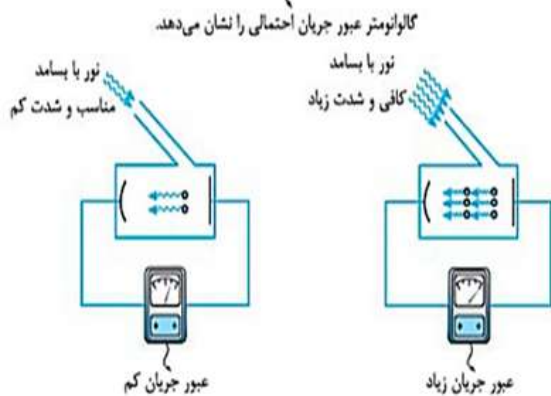 گالوانومتر عبور جریان احتمالی را نشان می‌دهد.
نور با بسامد
کافی و شدت زیاد
نور با بسامد
مناسب و شدت کم
عبور جریان زیاد
عبور جریان کم